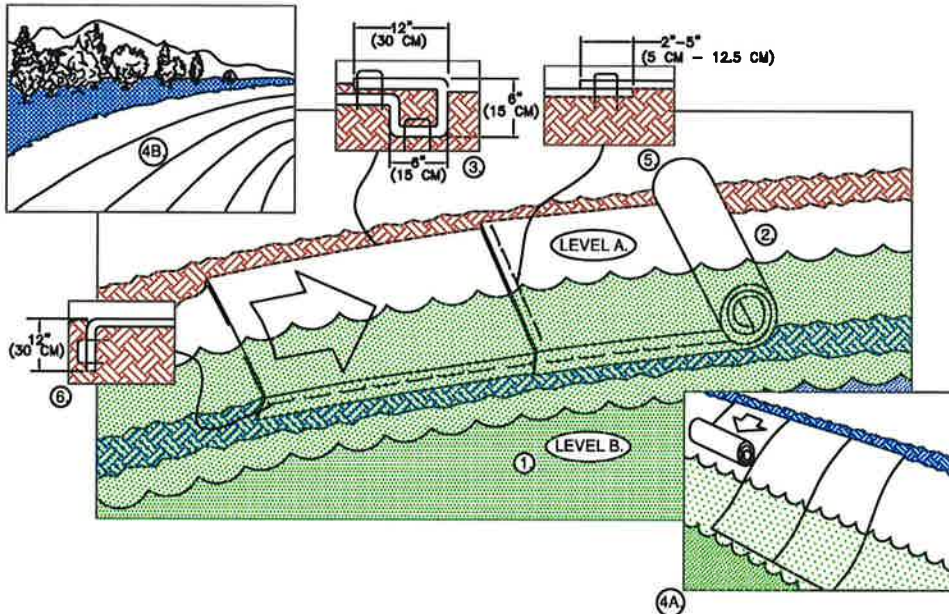 12"
(30 CM)
6"
(15 CM)
6"
(15 CM)
3.
2"-5"
(5 CM - 12.5 CM)
5.
4B.
LEVEL A.
2.
12"
(30 CM)
6.
LEVEL B.
1.
4A.